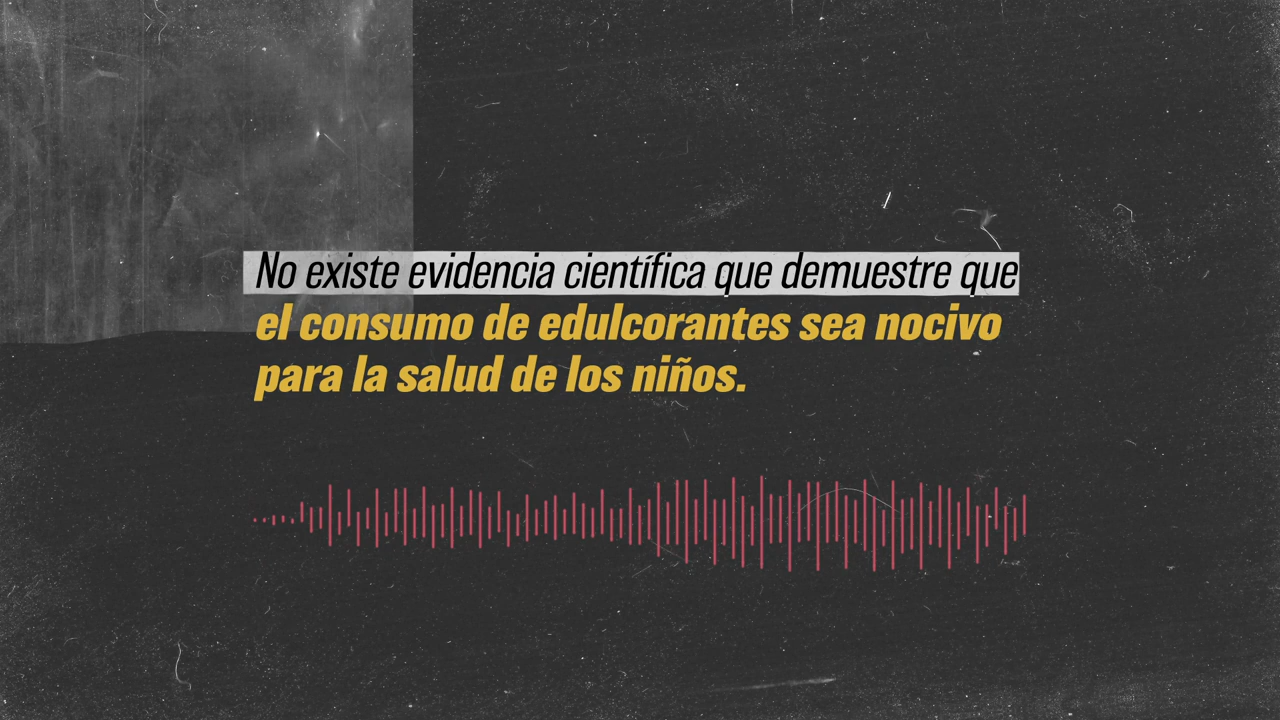 No existe evidencia científica que demuestre que
el consumo de edulcorantes sea nocivo
para la salud de los niños.